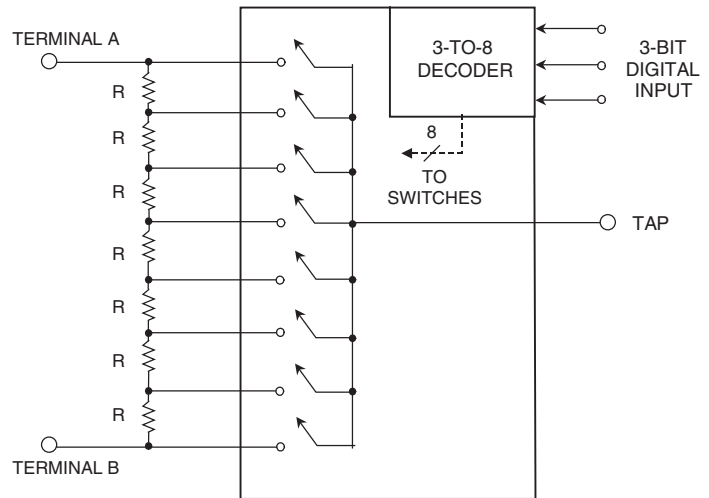 TERMINAL A
3-TO-8
DECODER
3-BIT
DIGITAL
INPUT
R
R
8
TO
SWITCHES
R
R
TAP
R
R
R
TERMINAL B